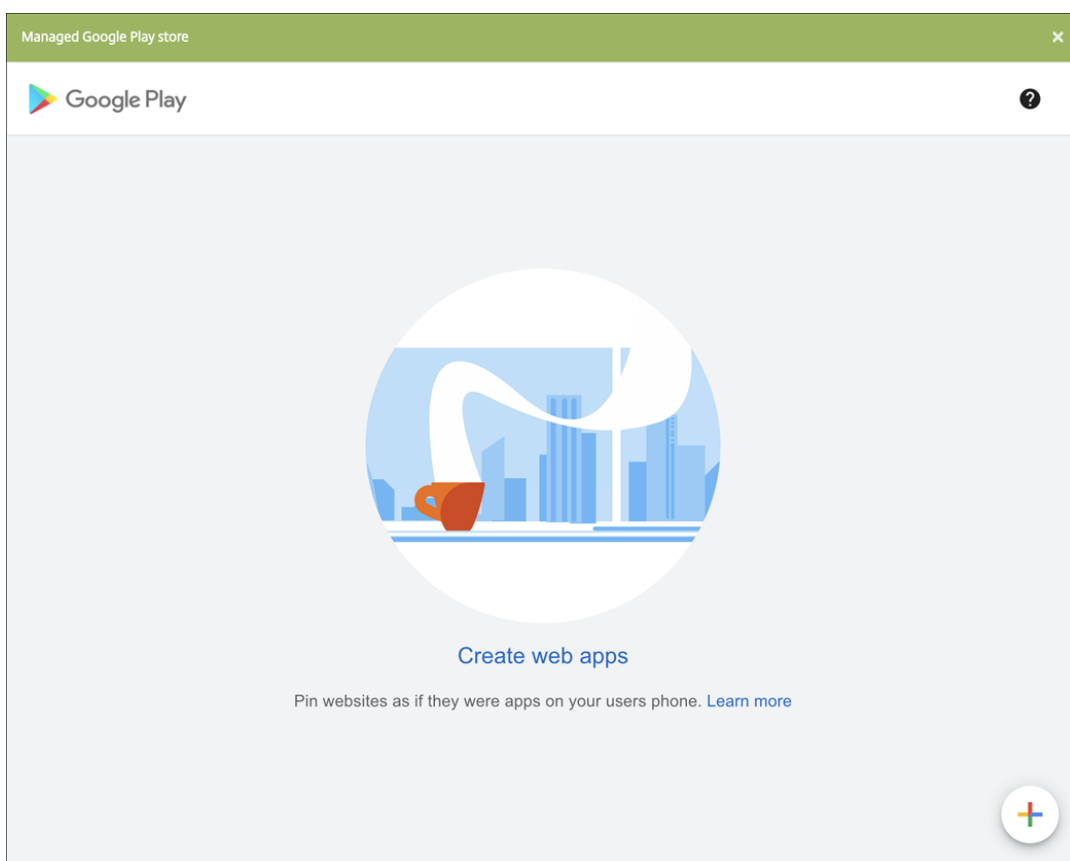 Managed Google Play store
Google Play
Create web apps
Pin websites as if they were apps on your users phone. Learn more